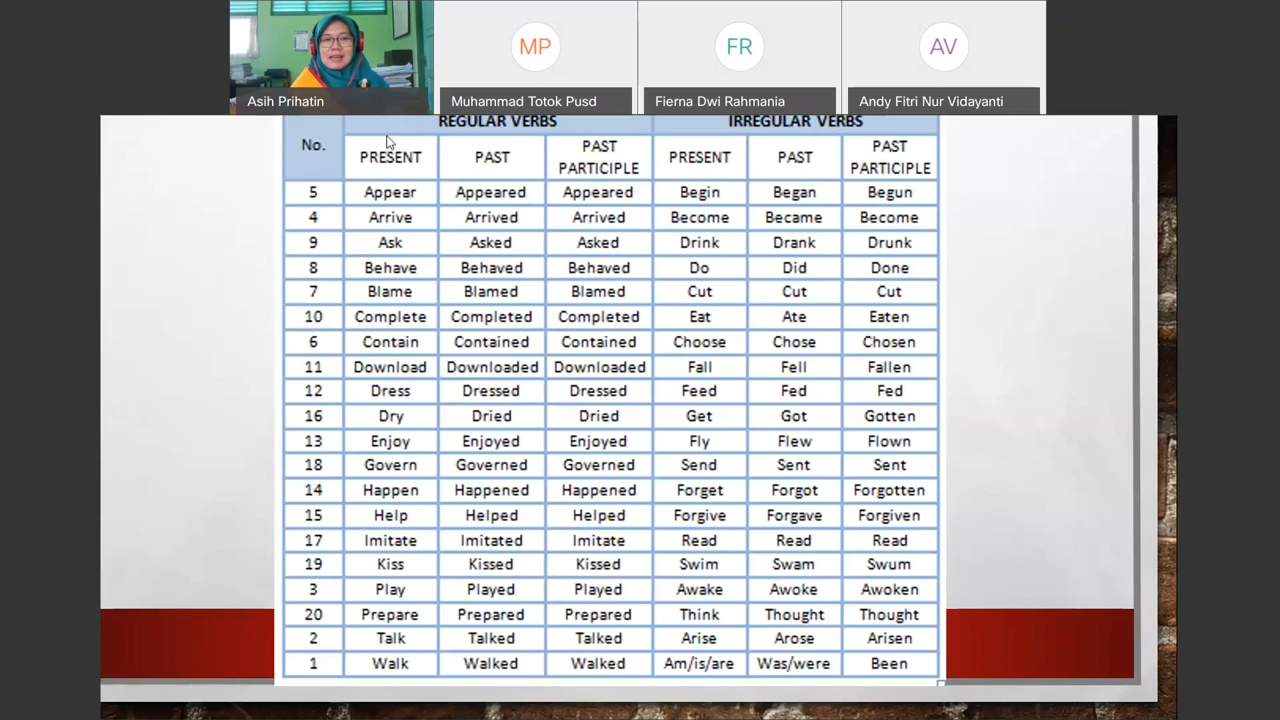 MP FR AV
Asih Prihatin Muhammad Totok Pusd Fierna Dwi Rahmania Andy Fitri Nur Vidayanti
No. REGULAR VERBS IRREGULAR VERBS
PRESENT PAST PAST PARTICIPLE PRESENT PAST PAST PARTICIPLE
5 Appear Appeared Appeared Begin Began Begun
4 Arrive Arrived Arrived Become Became Become
9 Ask Asked Asked Drink Drank Drunk
8 Behave Behaved Behaved Do Did Done
7 Blame Blamed Blamed Cut Cut Cut
10 Complete Completed Completed Eat Ate Eaten
6 Contain Contained Contained Choose Chose Chosen
11 Download Downloaded Downloaded Fall Fell Fallen
12 Dress Dressed Dressed Feed Fed Fed
16 Dry Dried Dried Get Got Gotten
13 Enjoy Enjoyed Enjoyed Fly Flew Flown
18 Govern Governed Governed Send Sent Sent
14 Happen Happened Happened Forget Forgot Forgotten
15 Help Helped Helped Forgive Forgave Forgiven
17 Imitate Imitated Imitate Read Read Read
19 Kiss Kissed Kissed Swim Swam Swum
3 Play Played Played Awake Awoke Awoken
20 Prepare Prepared Prepared Think Thought Thought
2 Talk Talked Talked Arise Arose Arisen
1 Walk Walked Walked Am/is/are Was/were Been